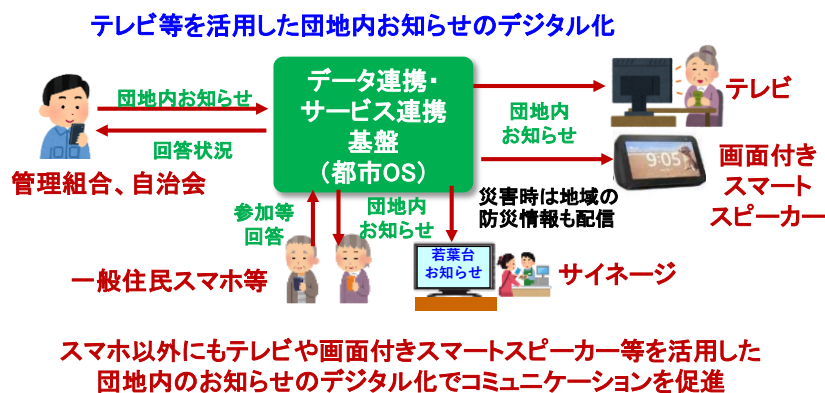 テレビ等を活用した団地内お知らせのデジタル化
団地内お知らせ
回答状況
管理組合、自治会
データ連携・
サービス連携
基盤
（都市OS）
団地内
お知らせ
テレビ
9:05
画面付き
スマート
スピーカー
災害時は地域の
防災情報も配信
参加等
回答
団地内
お知らせ
一般住民スマホ等
若葉台
お知らせ
サイネージ
スマホ以外にもテレビや画面付きスマートスピーカー等を活用した
団地内のお知らせのデジタル化でコミュニケーションを促進